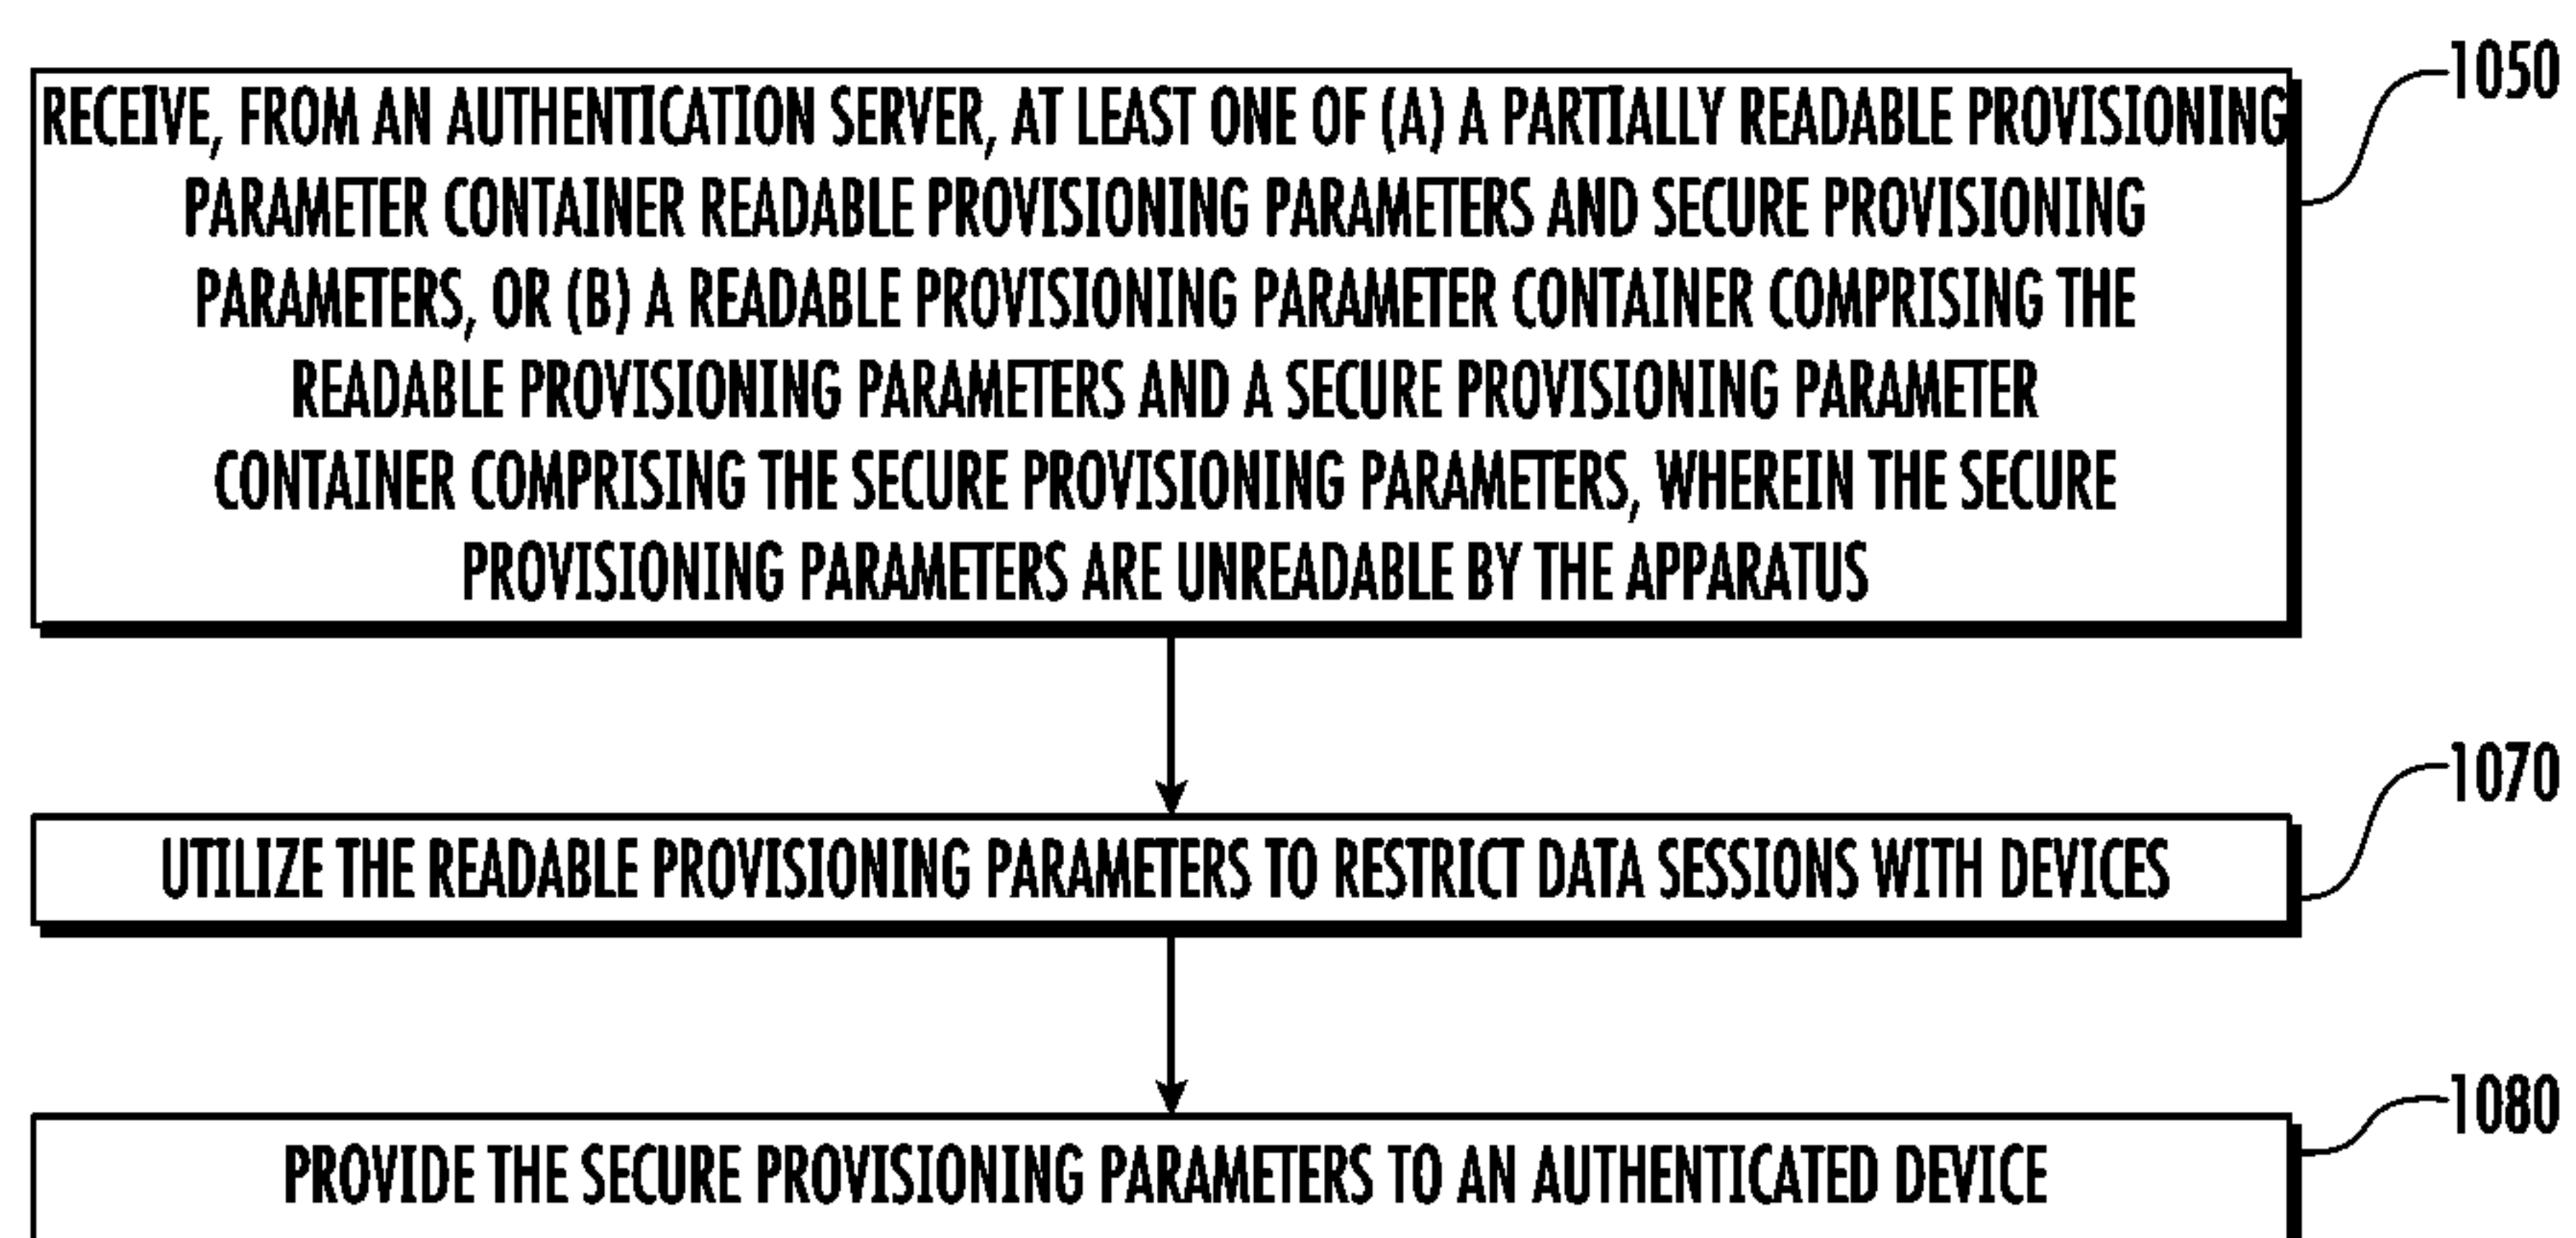 1050
RECEIVE, FROM AN AUTHENTICATION SERVER, AT LEAST ONE OF (A) A PARTIALLY READABLE PROVISIONING
PARAMETER CONTAINER READABLE PROVISIONING PARAMETERS AND SECURE PROVISIONING
PARAMETERS, OR (B) A READABLE PROVISIONING PARAMETER CONTAINER COMPRISING THE
READABLE PROVISIONING PARAMETERS AND A SECURE PROVISIONING PARAMETER
CONTAINER COMPRISING THE SECURE PROVISIONING PARAMETERS, WHEREIN THE SECURE
PROVISIONING PARAMETERS ARE UNREADABLE BY THE APPARATUS
1070
UTILIZE THE READABLE PROVISIONING PARAMETERS TO RESTRICT DATA SESSIONS WITH DEVICES
1080
PROVIDE THE SECURE PROVISIONING PARAMETERS TO AN AUTHENTICATED DEVICE